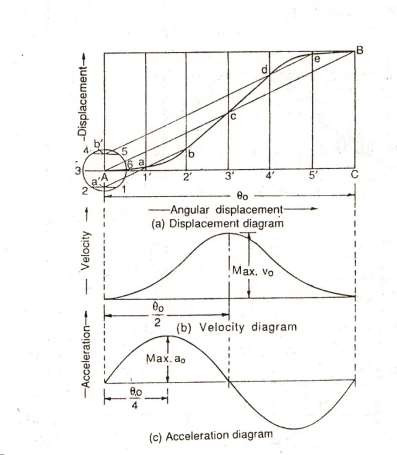 Displacement
B
e
d
c
b
4 b' 5
3' A 6 a
2 a' 1
1' 2' 3' 4' 5' C
θo
Angular displacement
(a) Displacement diagram
Velocity
Max. vo
θo
2
(b) Velocity diagram
Acceleration
Max. ao
θo
4
(c) Acceleration diagram